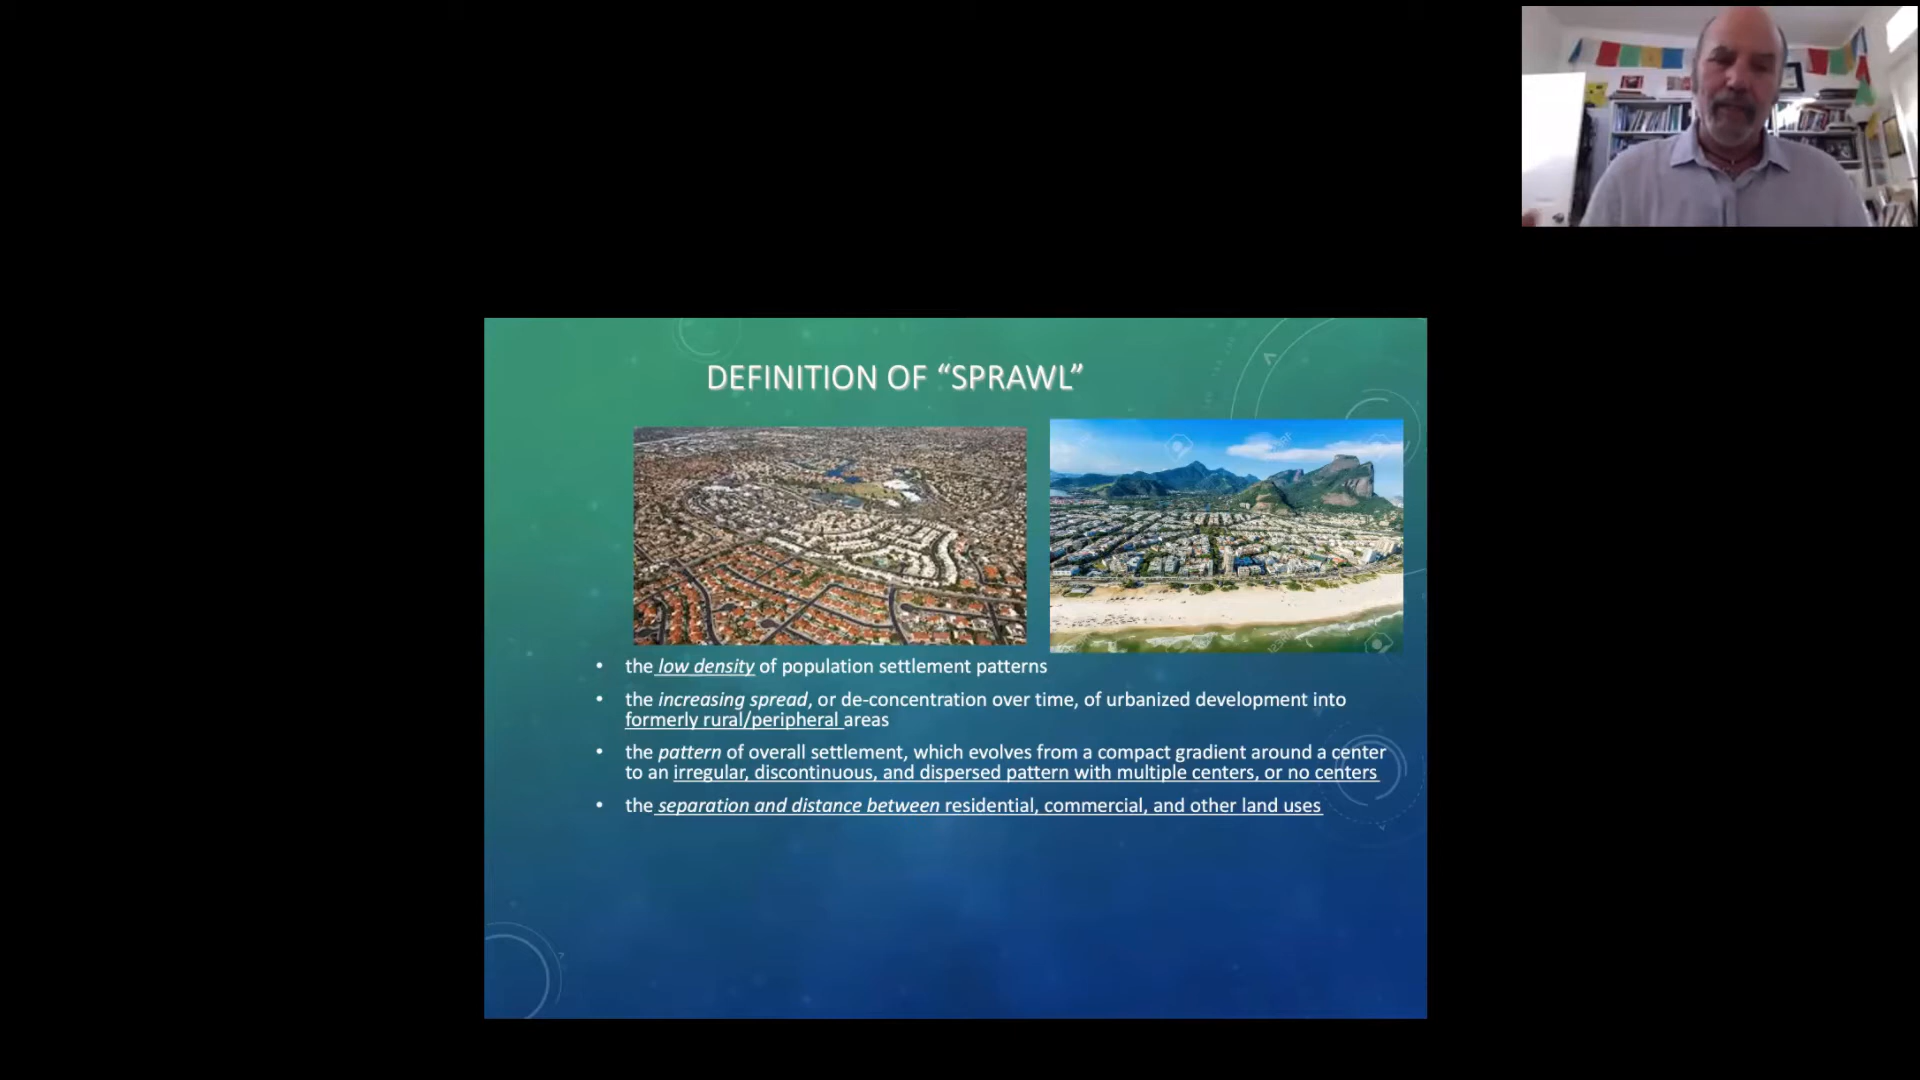 DEFINITION OF “SPRAWL”
• the low density of population settlement patterns
• the increasing spread, or de-concentration over time, of urbanized development into
formerly rural/peripheral areas
• the pattern of overall settlement, which evolves from a compact gradient around a center
to an irregular, discontinuous, and dispersed pattern with multiple centers, or no centers
• the separation and distance between residential, commercial, and other land uses